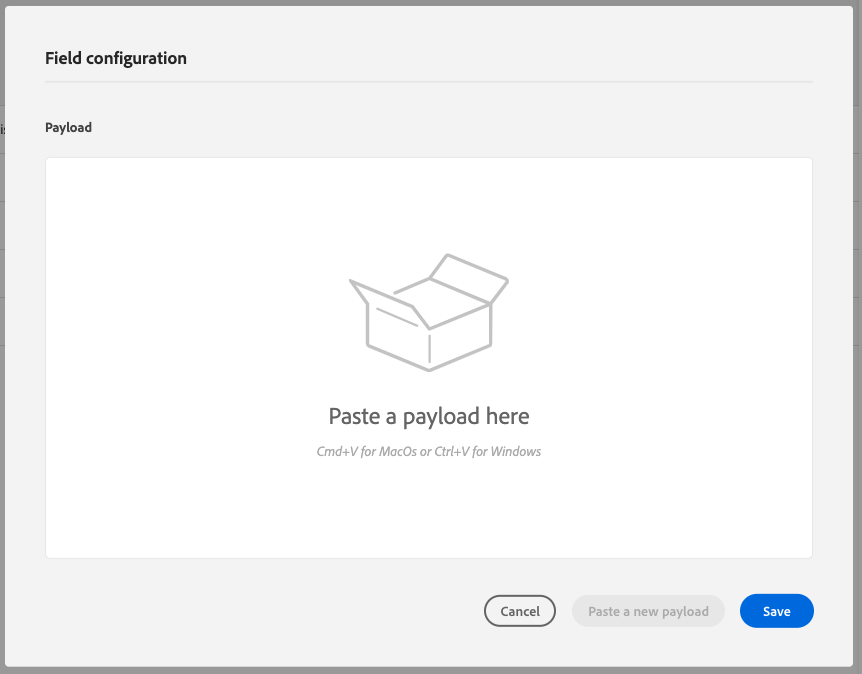 Field configuration
Payload
Paste a payload here
Cmd+V for MacOs or Ctrl+V for Windows
Cancel
Paste a new payload
Save